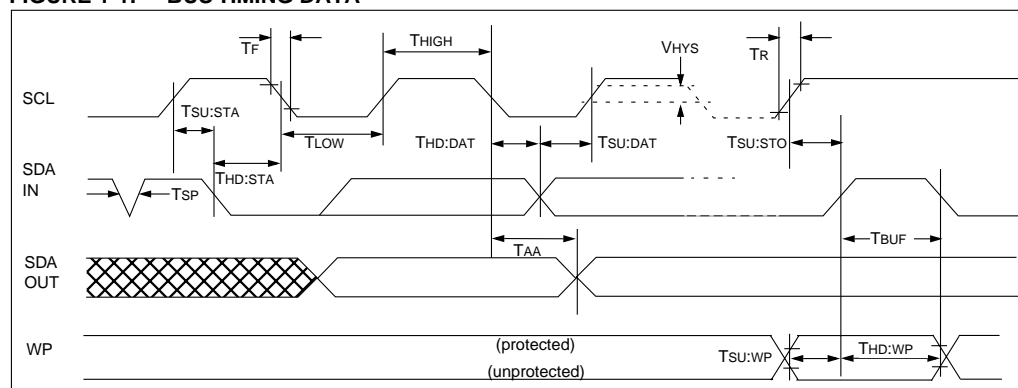 FIGURE 1-1: BUS TIMING DATA
TF
THIGH
VHYS
TR
SCL
TSU:STA
TLOW
THD:DAT
TSU:DAT
TSU:STO
THD:STA
SDA
IN
TSP
TBUF
TAA
SDA
OUT
WP
(protected)
(unprotected)
TSU:WP
THD:WP